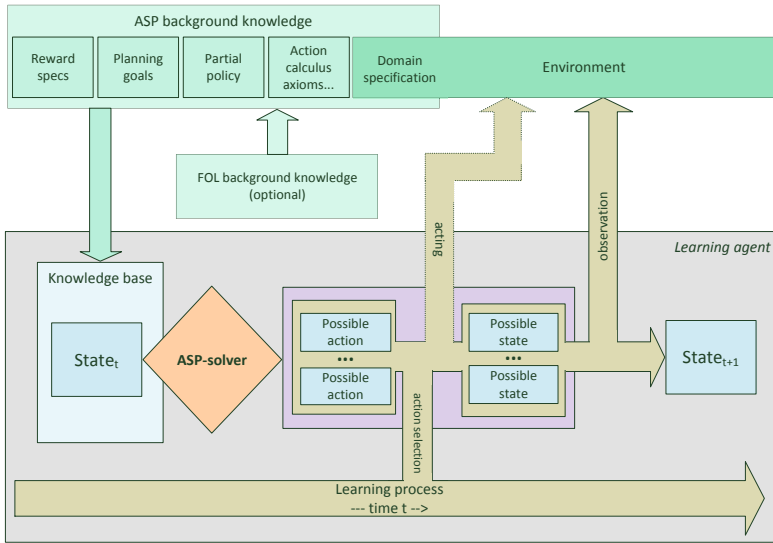 ASP background knowledge
Reward
specs
Planning
goals
Partial
policy
Action
calculus
axioms...
Domain
specification
Environment
FOL background knowledge
(optional)
acting
observation
Learning agent
Knowledge base
State_t
ASP-solver
Possible
action
...
Possible
action
Possible
state
...
Possible
state
State_{t+1}
action selection
Learning process
--- time t -->